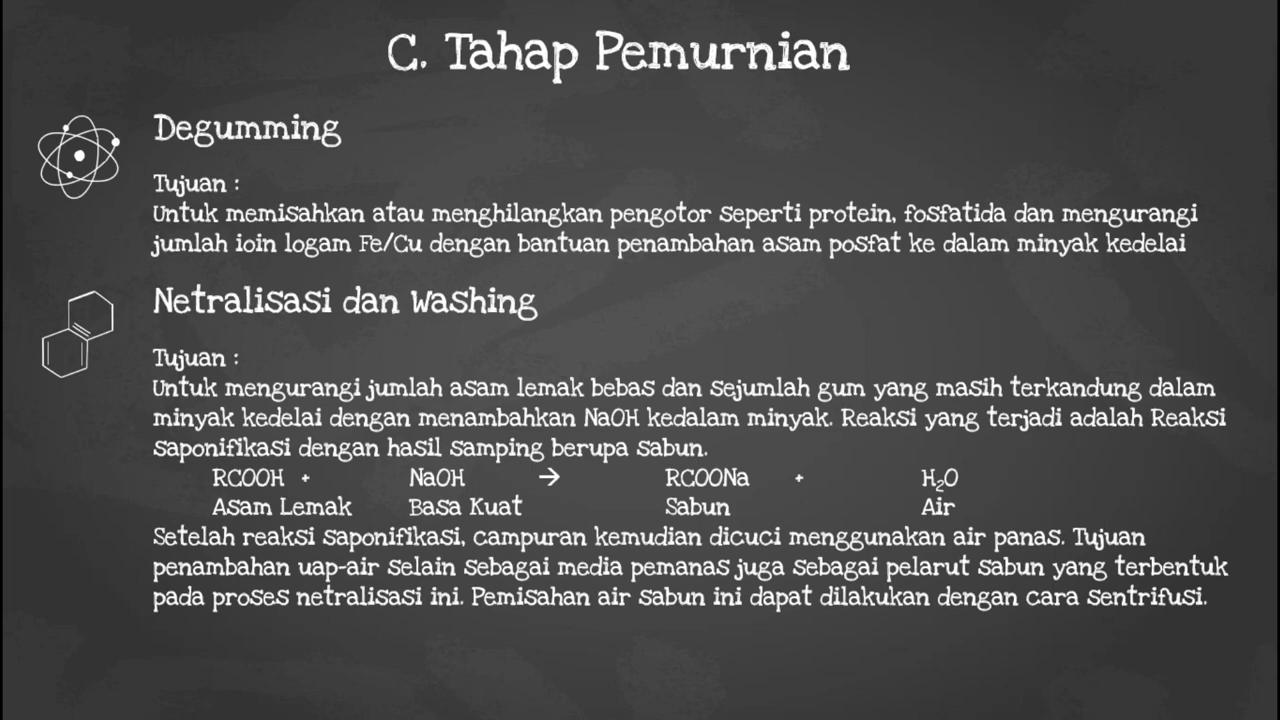 C. Tahap Pemurnian
Degumming
Tujuan :
Untuk memisahkan atau menghilangkan pengotor seperti protein, fosfatida dan mengurangi
jumlah ioin logam Fe/Cu dengan bantuan penambahan asam posfat ke dalam minyak kedelai
Netralisasi dan Washing
Tujuan :
Untuk mengurangi jumlah asam lemak bebas dan sejumlah gum yang masih terkandung dalam
minyak kedelai dengan menambahkan NaOH kedalam minyak. Reaksi yang terjadi adalah Reaksi
saponifikasi dengan hasil samping berupa sabun.
RCOOH + NaOH → RCOONa + H₂O
Asam Lemak Basa Kuat Sabun Air
Setelah reaksi saponifikasi, campuran kemudian dicuci menggunakan air panas. Tujuan
penambahan uap-air selain sebagai media pemanas juga sebagai pelarut sabun yang terbentuk
pada proses netralisasi ini. Pemisahan air sabun ini dapat dilakukan dengan cara sentrifusi.